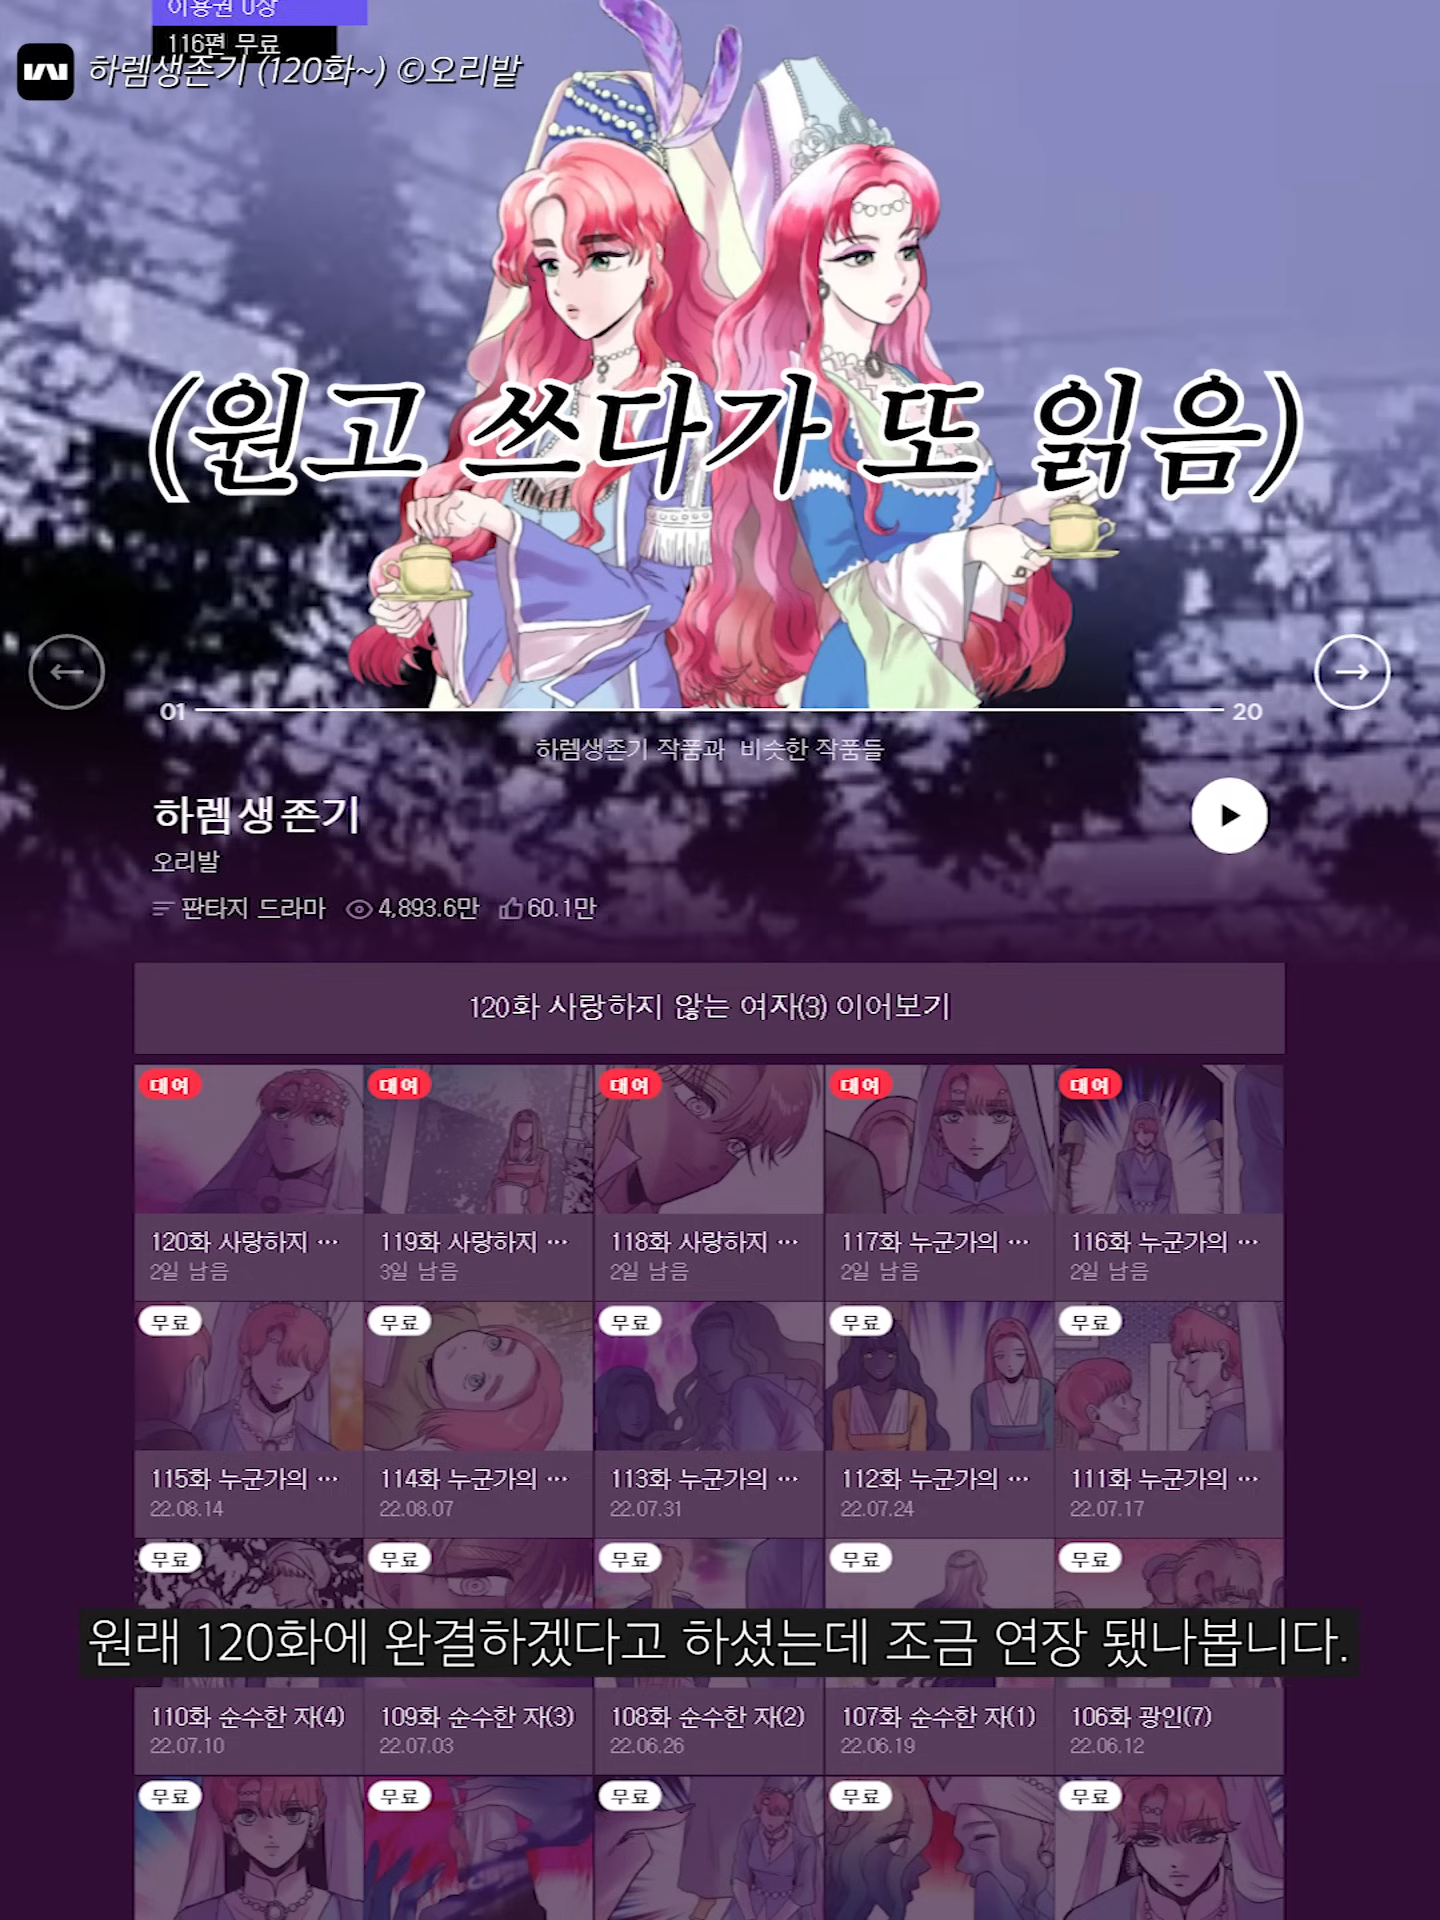 이용권 0장
116편 무료
하렘생존기 (120화~) ©오리발
(원고 쓰다가 또 읽음)
01
20
하렘생존기 작품과 비슷한 작품들
하렘생존기
오리발
판타지 드라마 4,893.6만 60.1만
120화 사랑하지 않는 여자(3) 이어보기
대여 대여 대여 대여 대여
120화 사랑하지 ··· 119화 사랑하지 ··· 118화 사랑하지 ··· 117화 누군가의 ··· 116화 누군가의 ···
2일 남음 3일 남음 2일 남음 2일 남음 2일 남음
무료 무료 무료 무료 무료
115화 누군가의 ··· 114화 누군가의 ··· 113화 누군가의 ··· 112화 누군가의 ··· 111화 누군가의 ···
22.08.14 22.08.07 22.07.31 22.07.24 22.07.17
무료 무료 무료 무료 무료
원래 120화에 완결하겠다고 하셨는데 조금 연장 됐나봅니다.
110화 순수한 자(4) 109화 순수한 자(3) 108화 순수한 자(2) 107화 순수한 자(1) 106화 광인(7)
22.07.10 22.07.03 22.06.26 22.06.19 22.06.12
무료 무료 무료 무료 무료